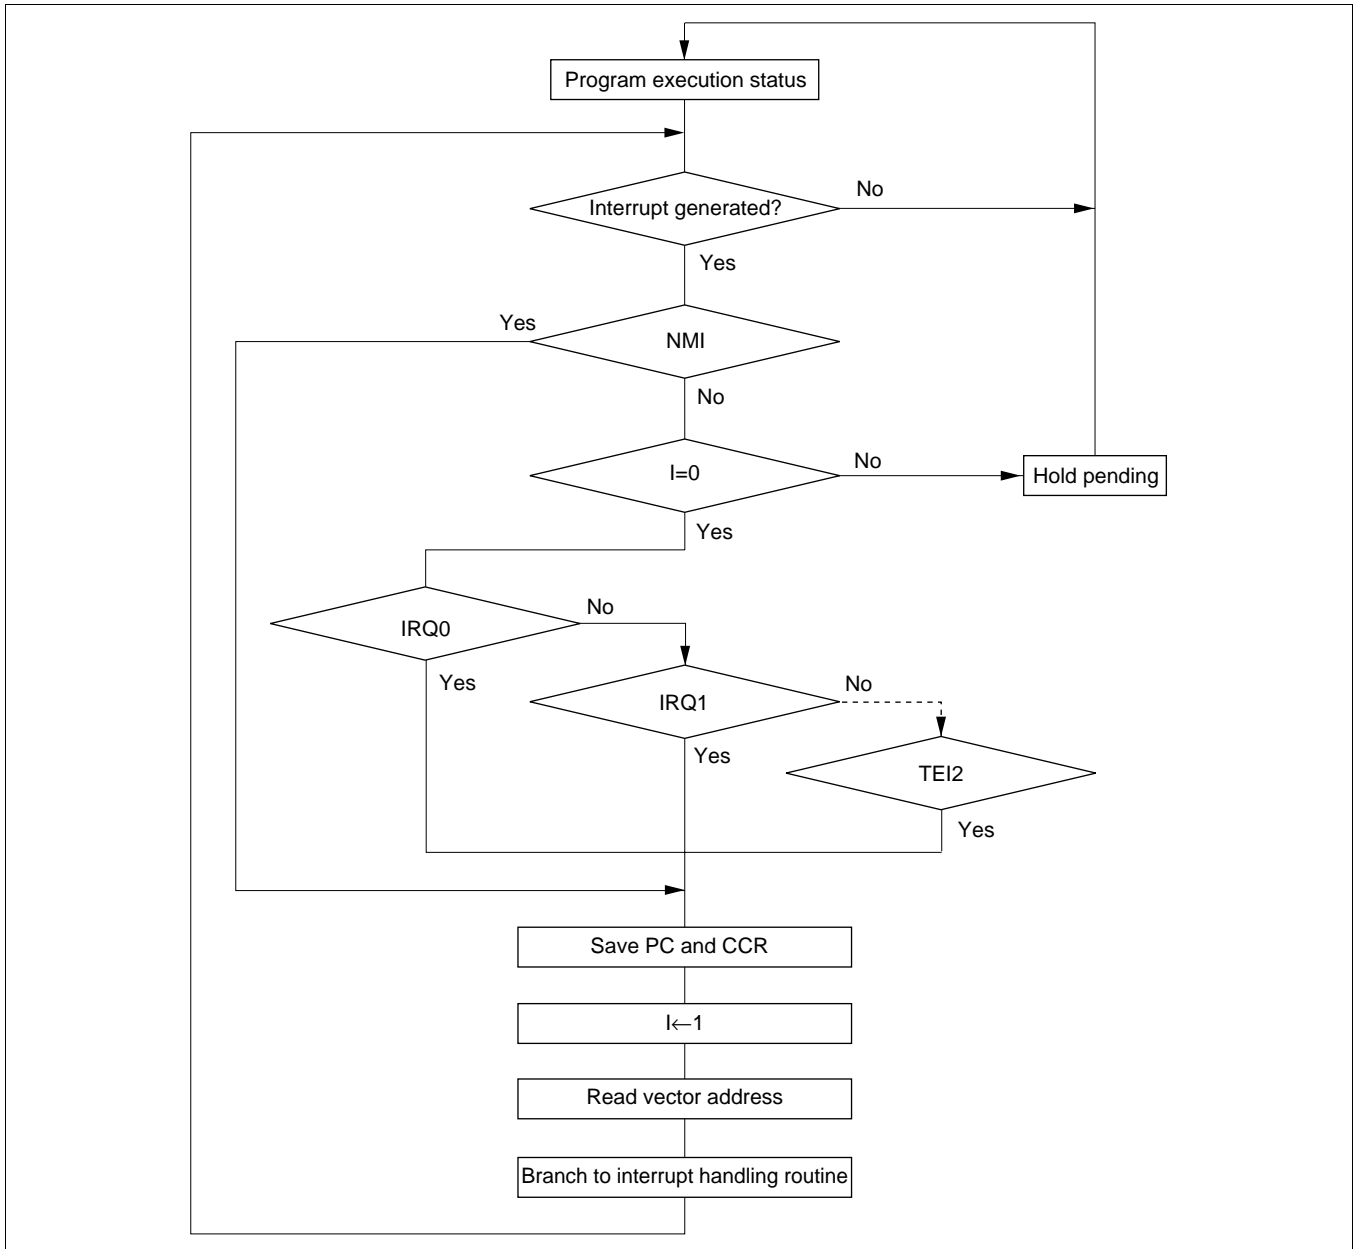 Program execution status
Interrupt generated?
No
Yes
Yes
NMI
No
I=0
No
Hold pending
Yes
IRQ0
No
Yes
IRQ1
No
Yes
TEI2
Yes
Save PC and CCR
I←1
Read vector address
Branch to interrupt handling routine